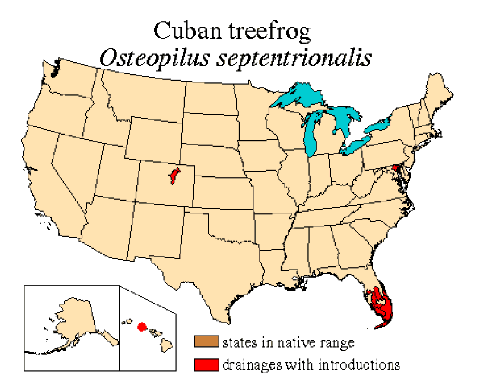 Cuban treefrog
Osteopilus septentrionalis
states in native range
drainages with introductions